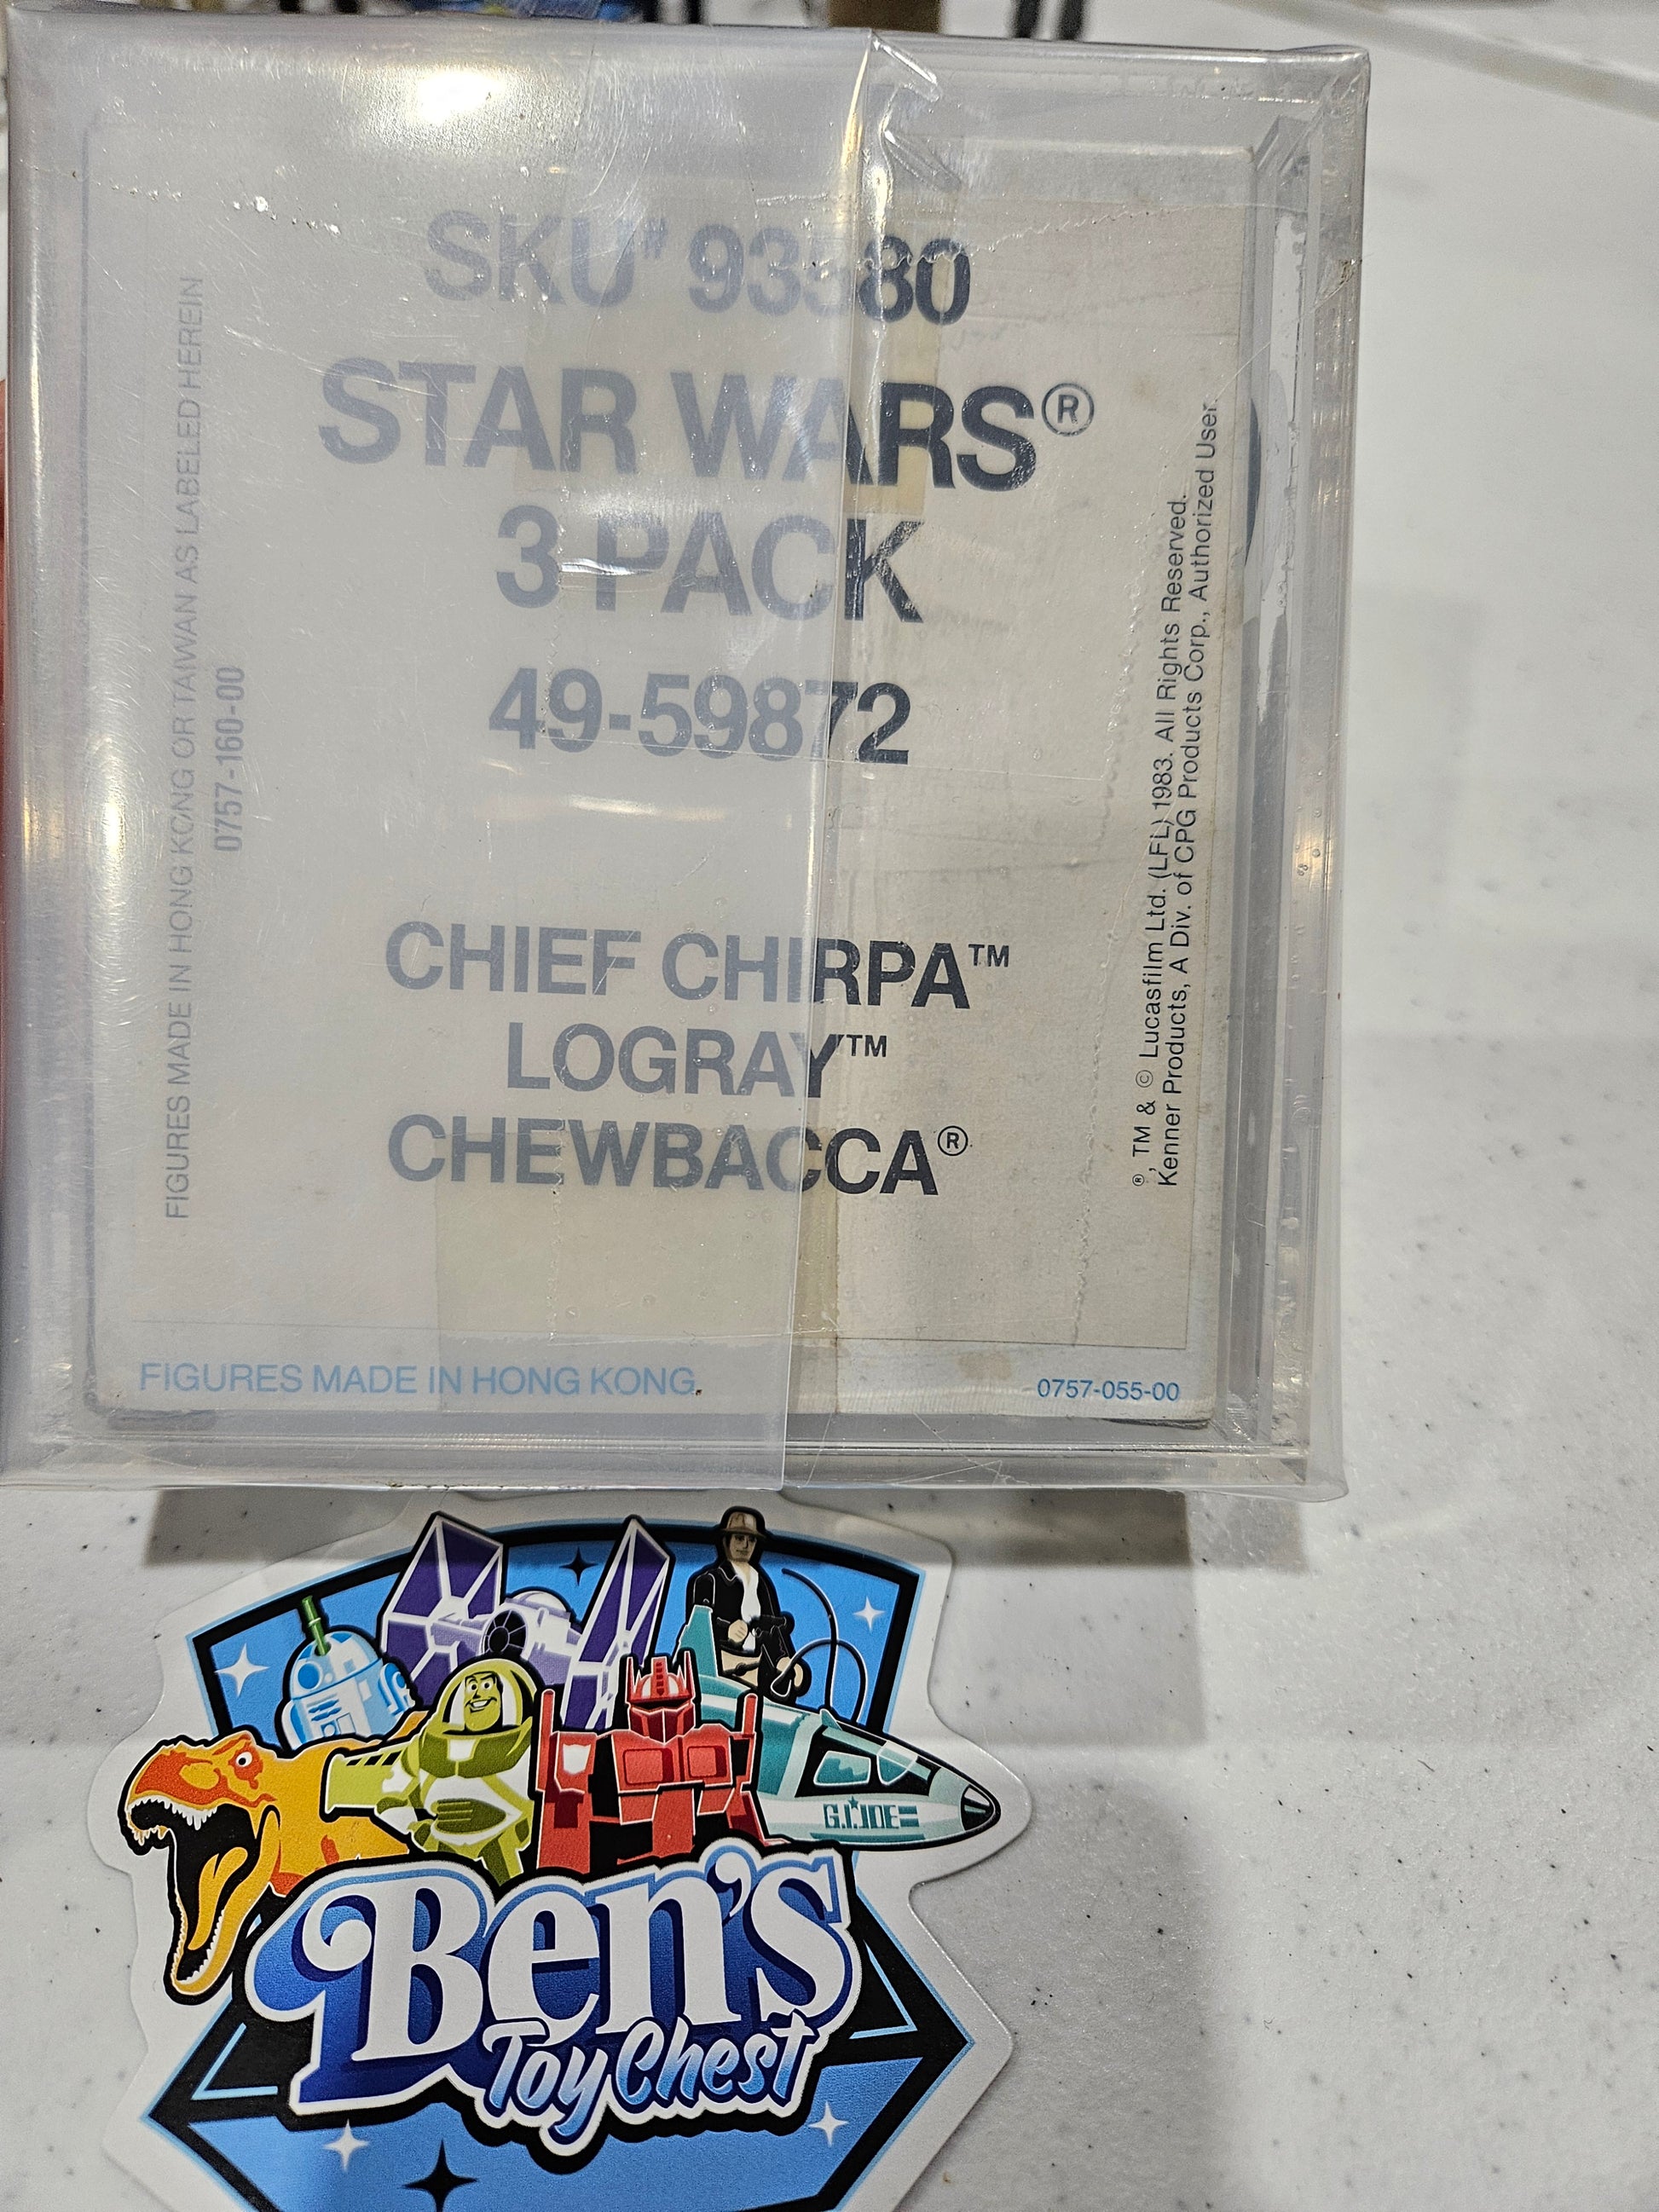 SKU# 93580
STAR WARS®
3 PACK
49-59872
CHIEF CHIRPA™
LOGRAY™
CHEWBACCA®
FIGURES MADE IN HONG KONG OR TAIWAN AS LABELED HEREIN
0757-160-00
®, TM & © Lucasfilm Ltd. (LFL) 1983. All Rights Reserved.
Kenner Products, A Div. of CPG Products Corp., Authorized User.
FIGURES MADE IN HONG KONG.
0757-055-00
G.I. JOE
Ben's
Toy Chest